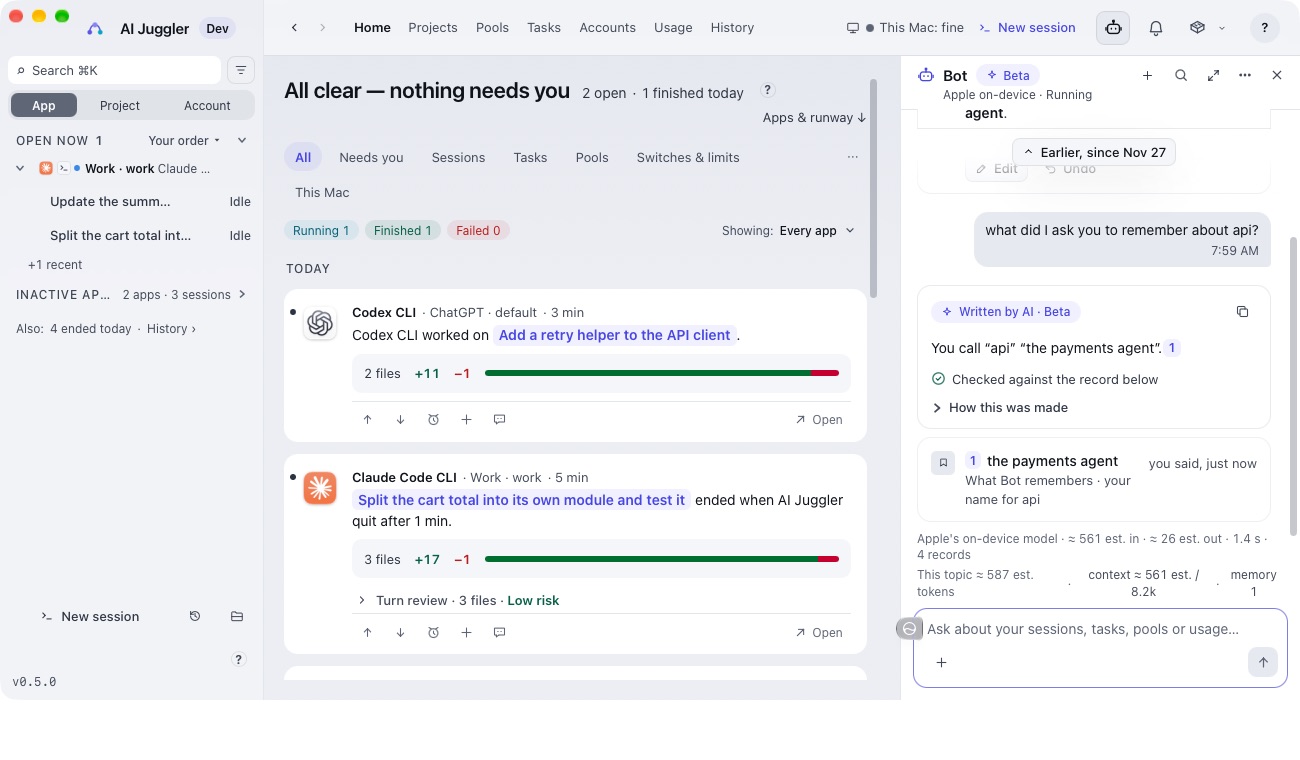 AI Juggler Dev
Search ⌘K
App Project Account
OPEN NOW 1 Your order
Work · work Claude ...
Update the summ... Idle
Split the cart total int... Idle
+1 recent
INACTIVE AP... 2 apps · 3 sessions
Also: 4 ended today · History ›
New session
?
v0.5.0
Home Projects Pools Tasks Accounts Usage History
This Mac: fine
New session
?
All clear — nothing needs you 2 open · 1 finished today ?
Apps & runway ↓
All Needs you Sessions Tasks Pools Switches & limits ...
This Mac
Running 1 Finished 1 Failed 0 Showing: Every app
TODAY
Codex CLI · ChatGPT · default · 3 min
Codex CLI worked on Add a retry helper to the API client .
2 files +11 −1
Open
Claude Code CLI · Work · work · 5 min
Split the cart total into its own module and test it ended when AI Juggler
quit after 1 min.
3 files +17 −1
Turn review · 3 files · Low risk
Open
Bot Beta
Apple on-device · Running
agent.
Earlier, since Nov 27
Edit Undo
what did I ask you to remember about api?
7:59 AM
Written by AI · Beta
You call “api” “the payments agent”. 1
Checked against the record below
How this was made
1 the payments agent you said, just now
What Bot remembers · your
name for api
Apple's on-device model · ≈ 561 est. in · ≈ 26 est. out · 1.4 s ·
4 records
This topic ≈ 587 est. tokens · context ≈ 561 est. / 8.2k · memory 1
Ask about your sessions, tasks, pools or usage...